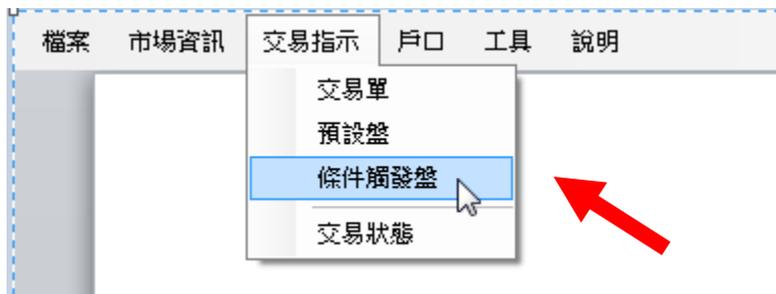 檔案 市場資訊 交易指示 戶口 工具 說明
交易單
預設盤
條件觸發盤
交易狀態